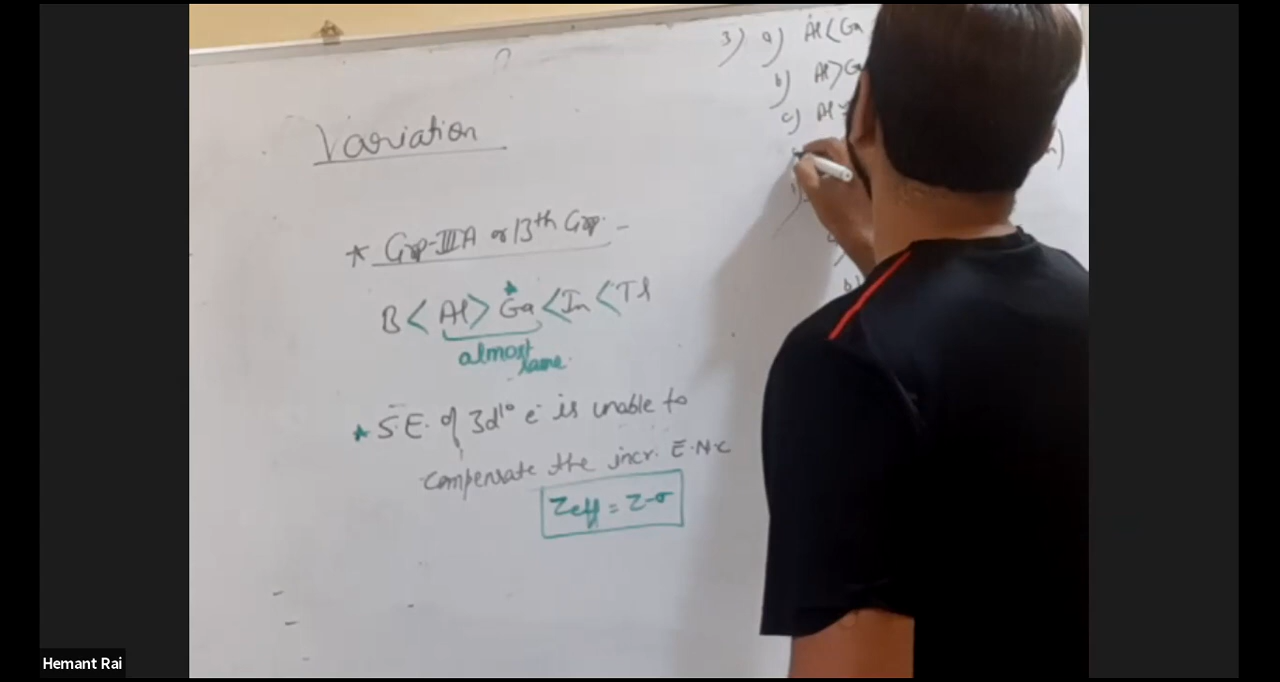 Variation
* Grp-IIIA or 13th Grp. -
B < Al > Ga < In < Tl
almost
same.
* S.E. of 3d¹⁰ e⁻ is unable to
compensate the incr. E.N.C
Zeff = Z-σ
3) a) Al < Ga
b) Al > Ga
c) Al
b)
Hemant Rai